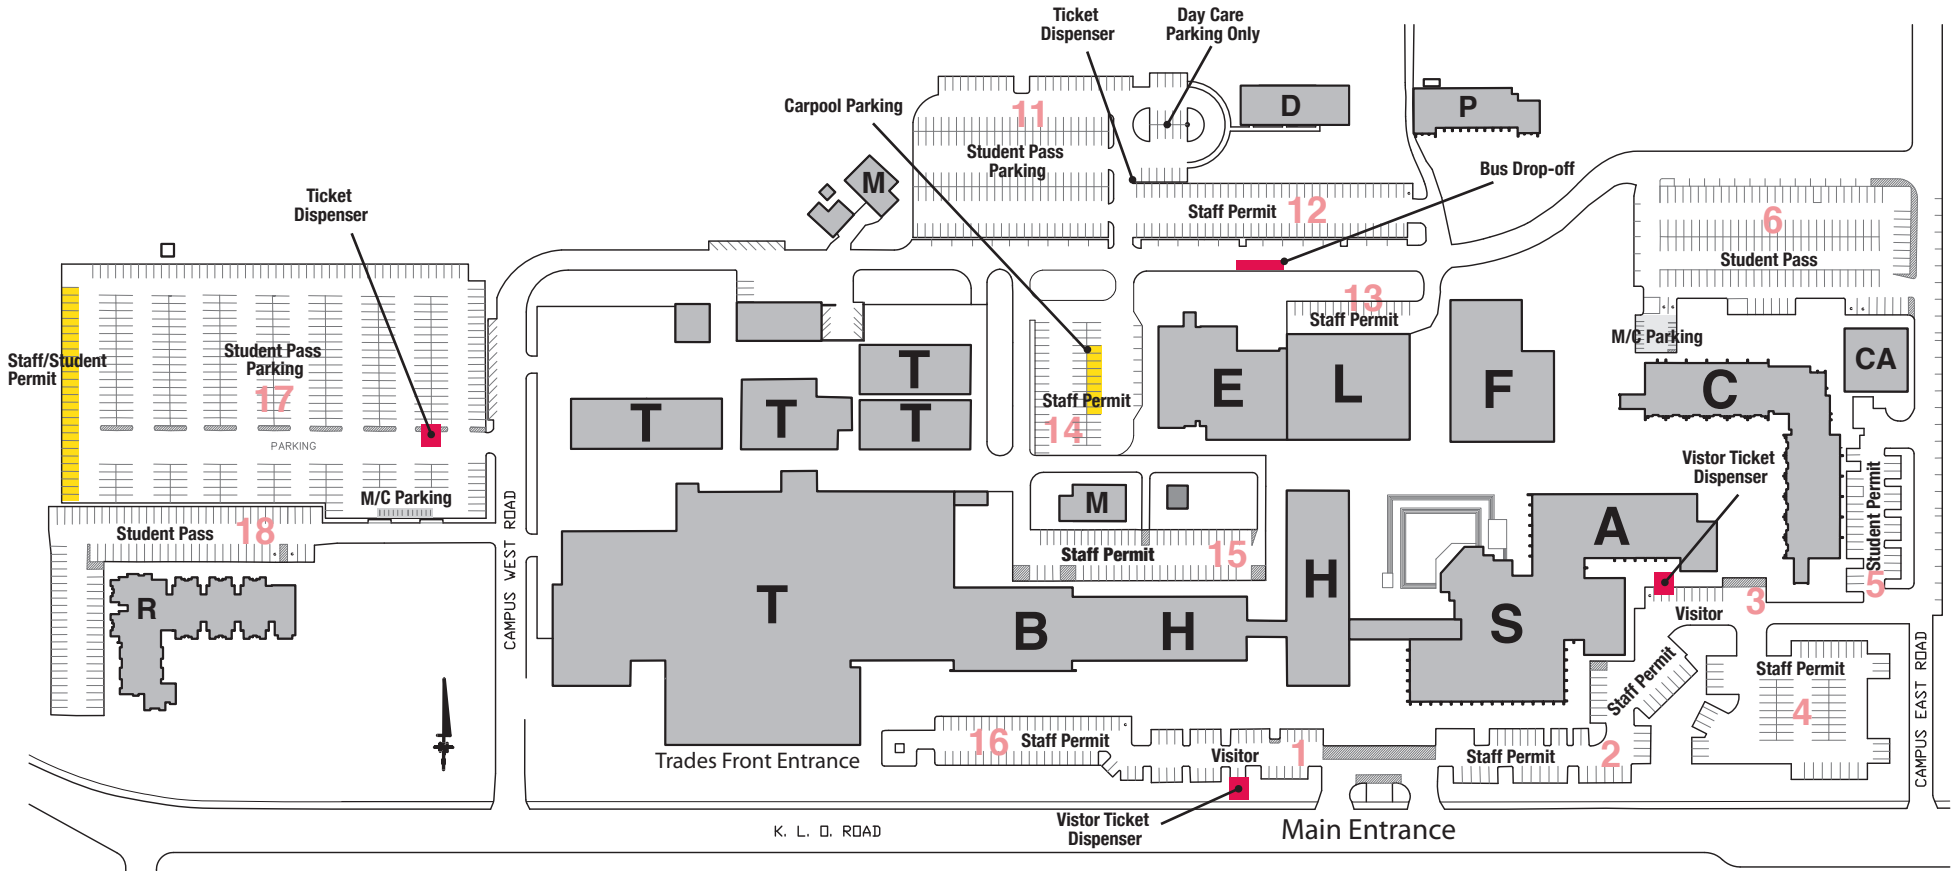 Ticket
Dispenser
Day Care
Parking Only
Carpool Parking
11
Student Pass
Parking
D
P
Bus Drop-off
M
Ticket
Dispenser
Staff Permit 12
6
Student Pass
13
Staff Permit
M/C Parking
Staff/Student
Permit
Student Pass
Parking
17
PARKING
M/C Parking
T
T
T
T
Staff Permit
14
E
L
F
C
CA
Vistor Ticket
Dispenser
Student Permit
5
Student Pass 18
CAMPUS WEST ROAD
M
Staff Permit 15
A
R
T
B
H
H
S
Visitor 3
Staff Permit
Staff Permit
4
CAMPUS EAST ROAD
16 Staff Permit
Visitor 1
Staff Permit 2
Trades Front Entrance
Vistor Ticket
Dispenser
K. L. O. ROAD
Main Entrance